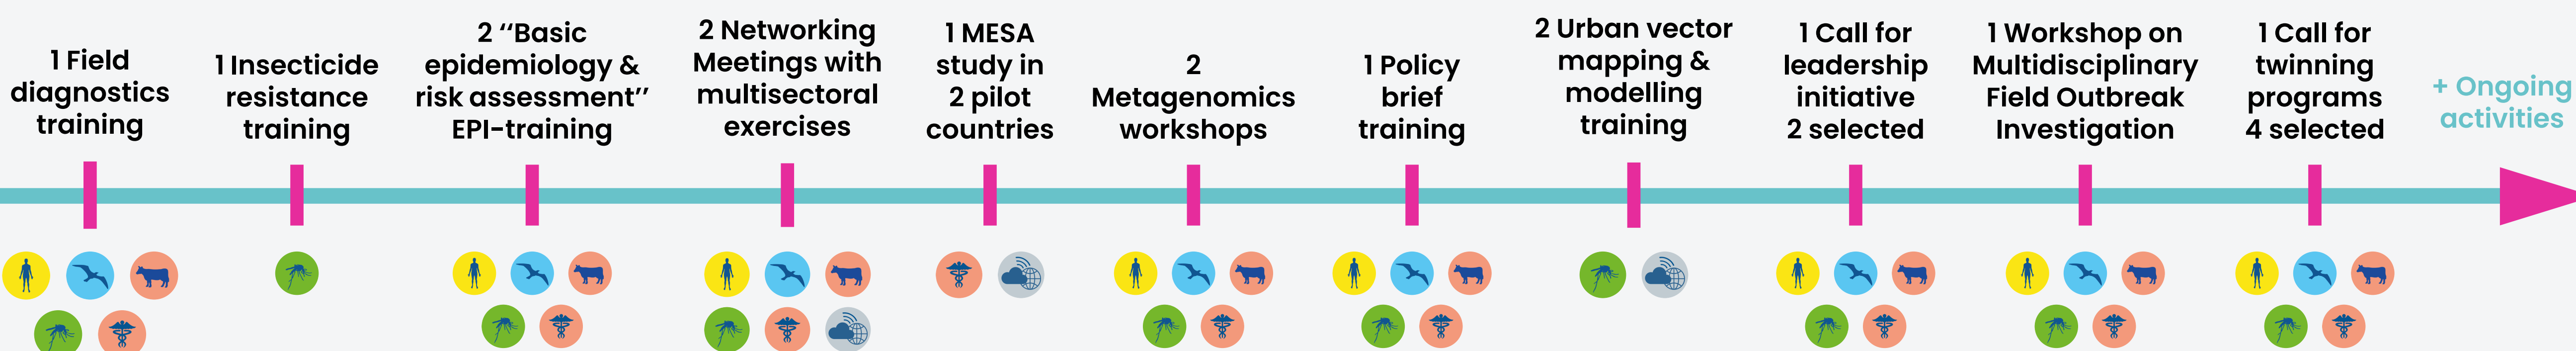 1 Field
diagnostics
training
1 Insecticide
resistance
training
2 ‘‘Basic
epidemiology &
risk assessment’’
EPI-training
2 Networking
Meetings with
multisectoral
exercises
1 MESA
study in
2 pilot
countries
2
Metagenomics
workshops
1 Policy
brief
training
2 Urban vector
mapping &
modelling
training
1 Call for
leadership
initiative
2 selected
1 Workshop on
Multidisciplinary
Field Outbreak
Investigation
1 Call for
twinning
programs
4 selected
+ Ongoing
activities